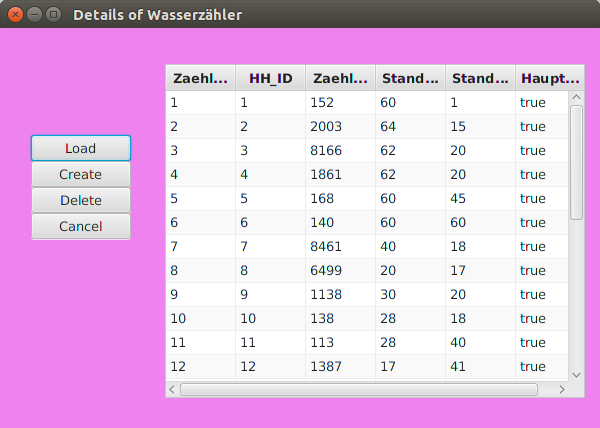 Details of Wasserzähler
Load
Create
Delete
Cancel
Zaehl... HH_ID Zaehl... Stand... Stand... Haupt...
1 1 152 60 1 true
2 2 2003 64 15 true
3 3 8166 62 20 true
4 4 1861 62 20 true
5 5 168 60 45 true
6 6 140 60 60 true
7 7 8461 40 18 true
8 8 6499 20 17 true
9 9 1138 30 20 true
10 10 138 28 18 true
11 11 113 28 40 true
12 12 1387 17 41 true